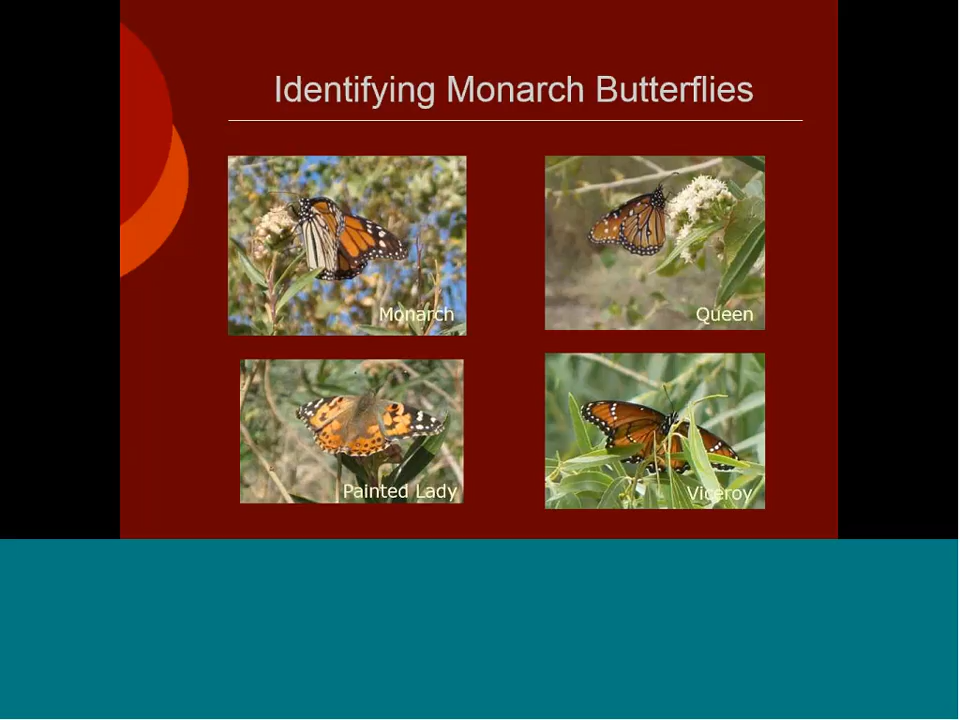 Identifying Monarch Butterflies
Monarch
Queen
Painted Lady
Viceroy